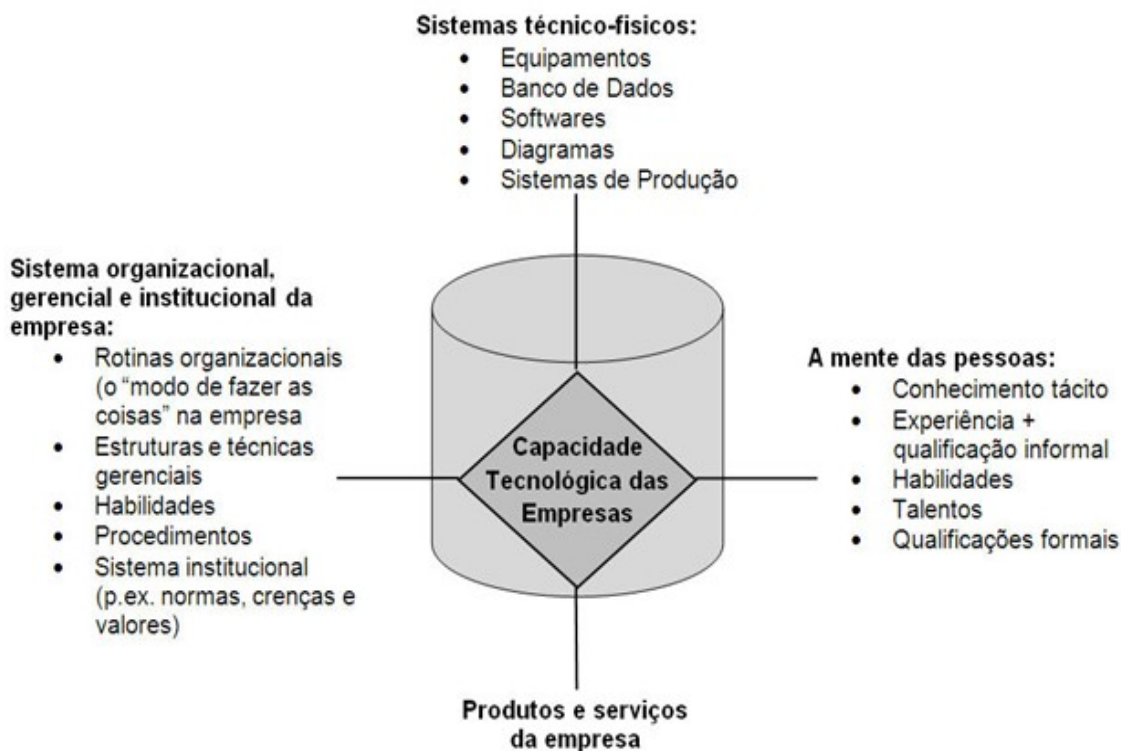 Sistemas técnico-fisicos:
• Equipamentos
• Banco de Dados
• Softwares
• Diagramas
• Sistemas de Produção
Sistema organizacional,
gerencial e institucional da
empresa:
• Rotinas organizacionais
(o “modo de fazer as
coisas” na empresa
• Estruturas e técnicas
gerenciais
• Habilidades
• Procedimentos
• Sistema institucional
(p.ex. normas, crenças e
valores)
Capacidade
Tecnológica das
Empresas
A mente das pessoas:
• Conhecimento tácito
• Experiência +
qualificação informal
• Habilidades
• Talentos
• Qualificações formais
Produtos e serviços
da empresa